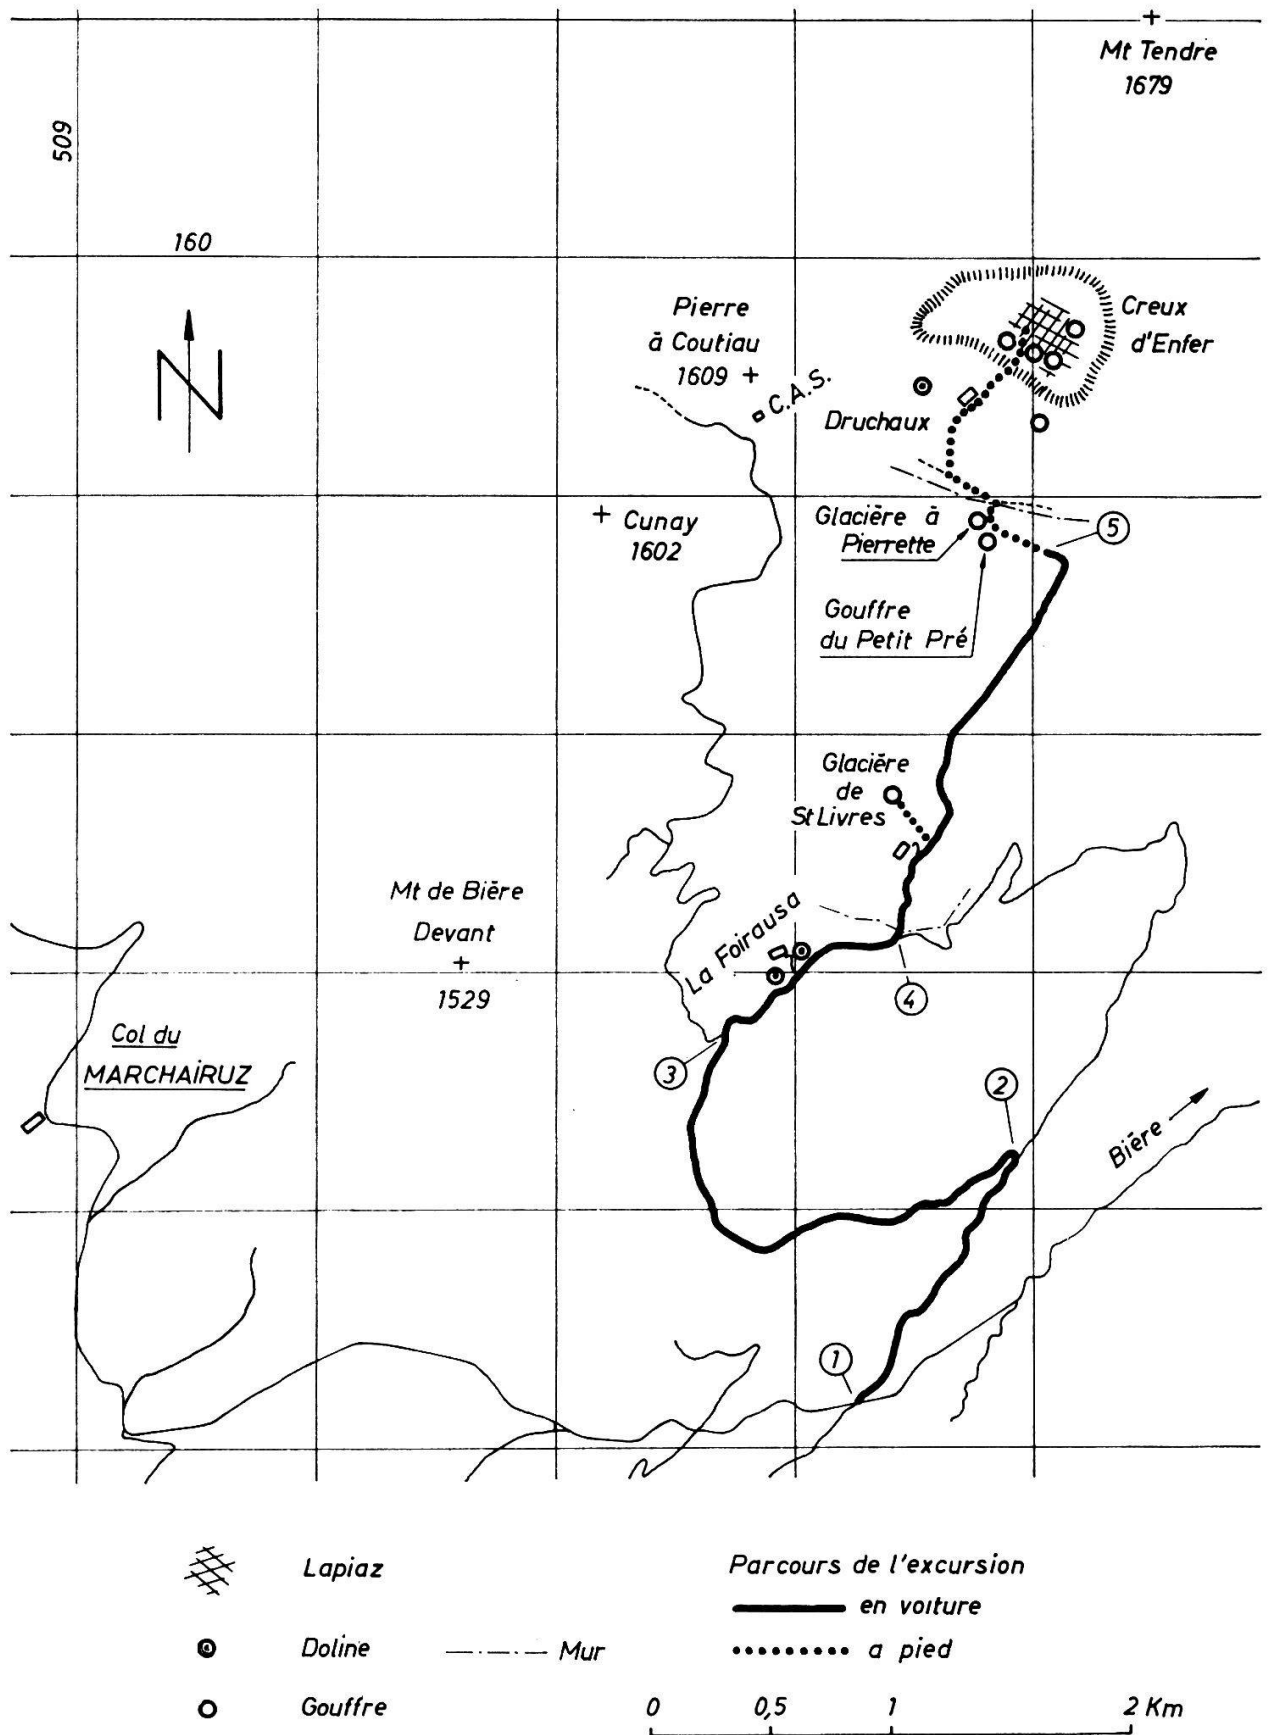 Mt Tendre
1679
509
160
Pierre
à Coutiau
1609
C.A.S.
Creux
d'Enfer
Druchaux
Cunay
1602
Glacière à
Pierrette
5
Gouffre
du Petit Pré
Glacière
de
St Livres
Mt de Bière
Devant
1529
La Foirausa
4
Col du
MARCHAIRUZ
3
2
Bière
1
Lapiaz
Doline
Mur
Gouffre
Parcours de l'excursion
en voiture
a pied
0 0,5 1 2 Km